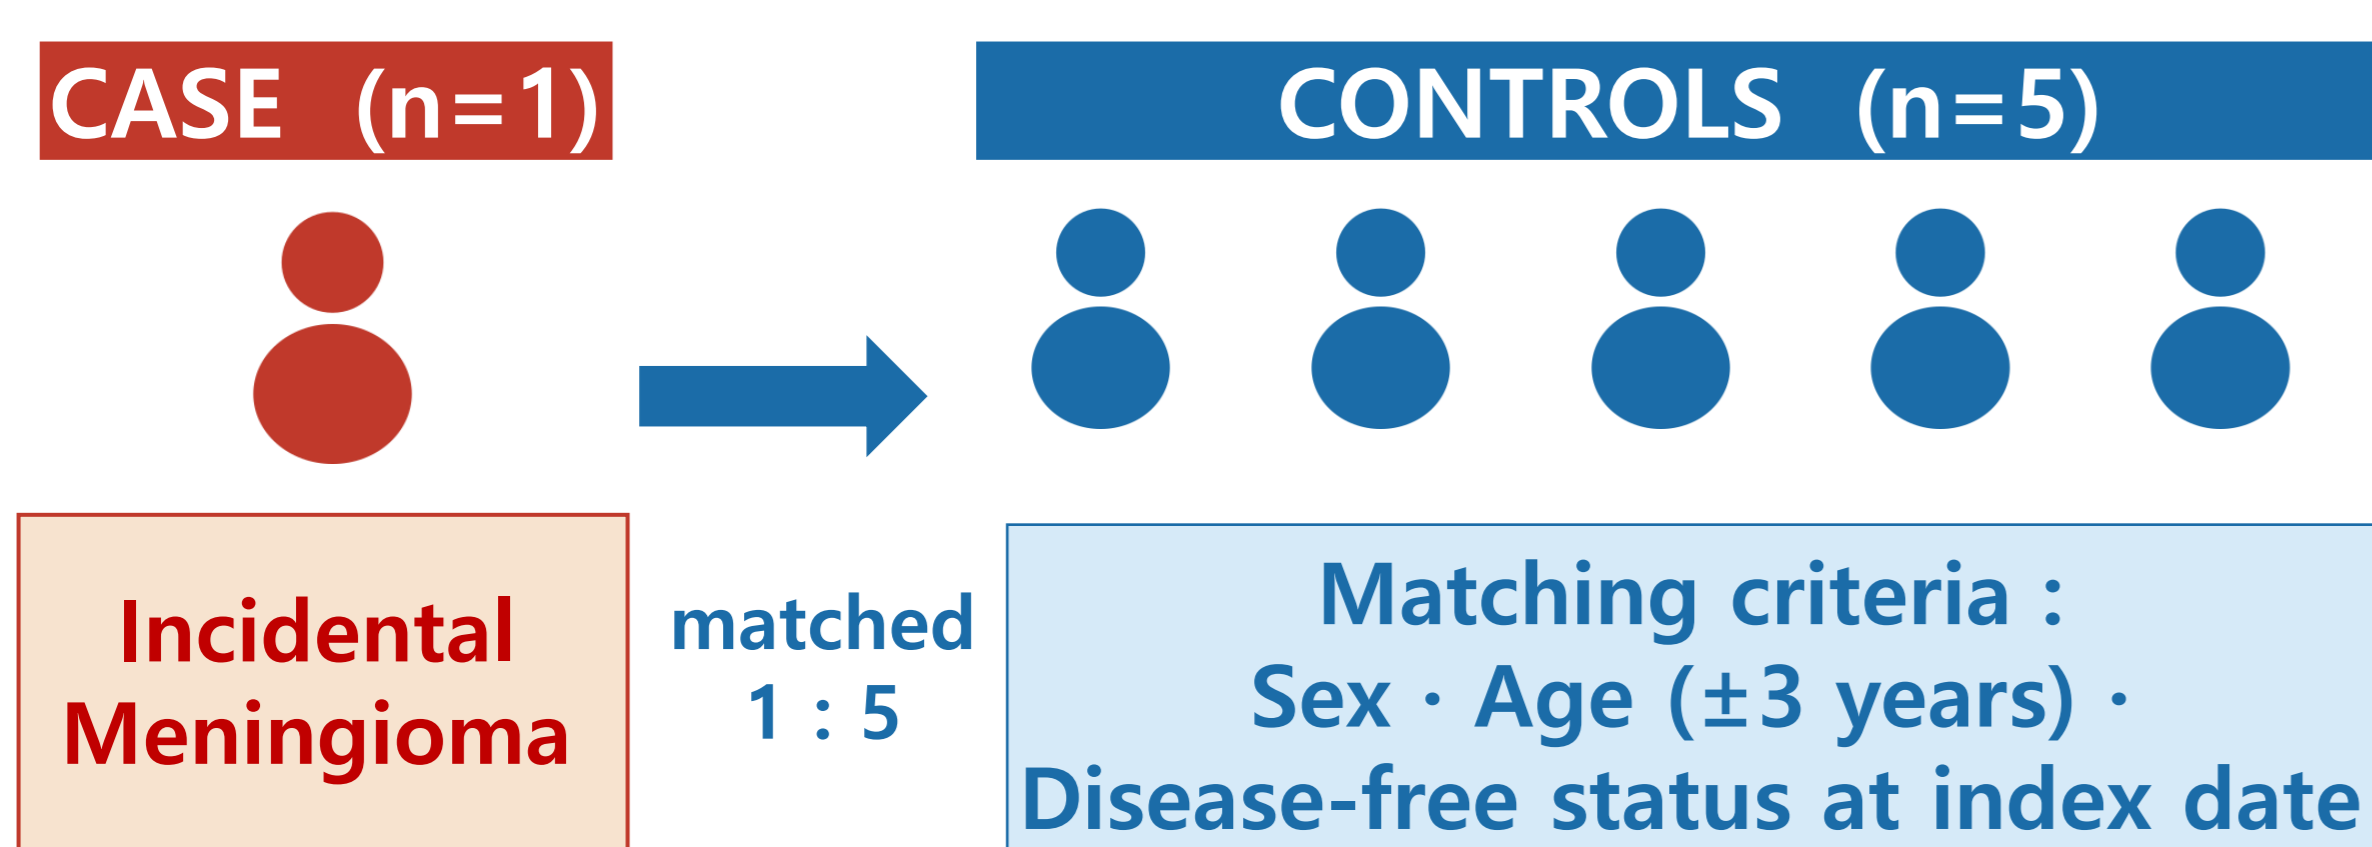 CASE (n=1)
CONTROLS (n=5)
Incidental
Meningioma
matched
1 : 5
Matching criteria :
Sex · Age (±3 years) ·
Disease-free status at index date